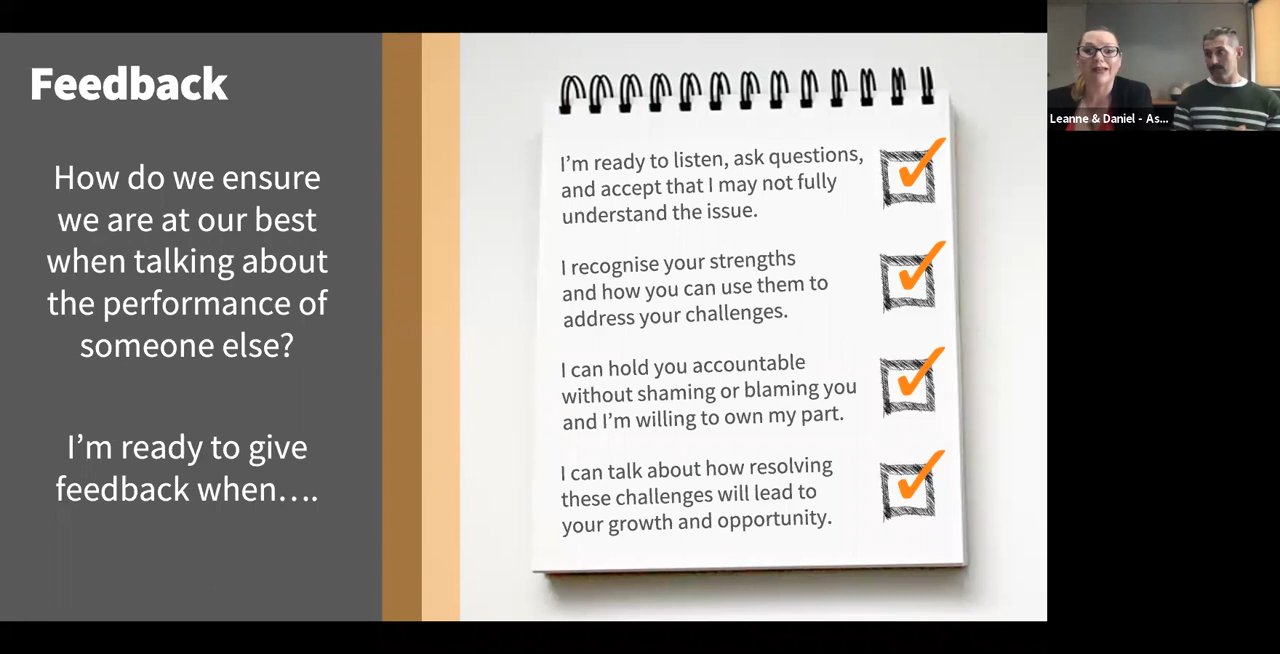 Feedback
How do we ensure
we are at our best
when talking about
the performance of
someone else?
I’m ready to give
feedback when….
I’m ready to listen, ask questions,
and accept that I may not fully
understand the issue.
I recognise your strengths
and how you can use them to
address your challenges.
I can hold you accountable
without shaming or blaming you
and I’m willing to own my part.
I can talk about how resolving
these challenges will lead to
your growth and opportunity.
Leanne & Daniel - As...